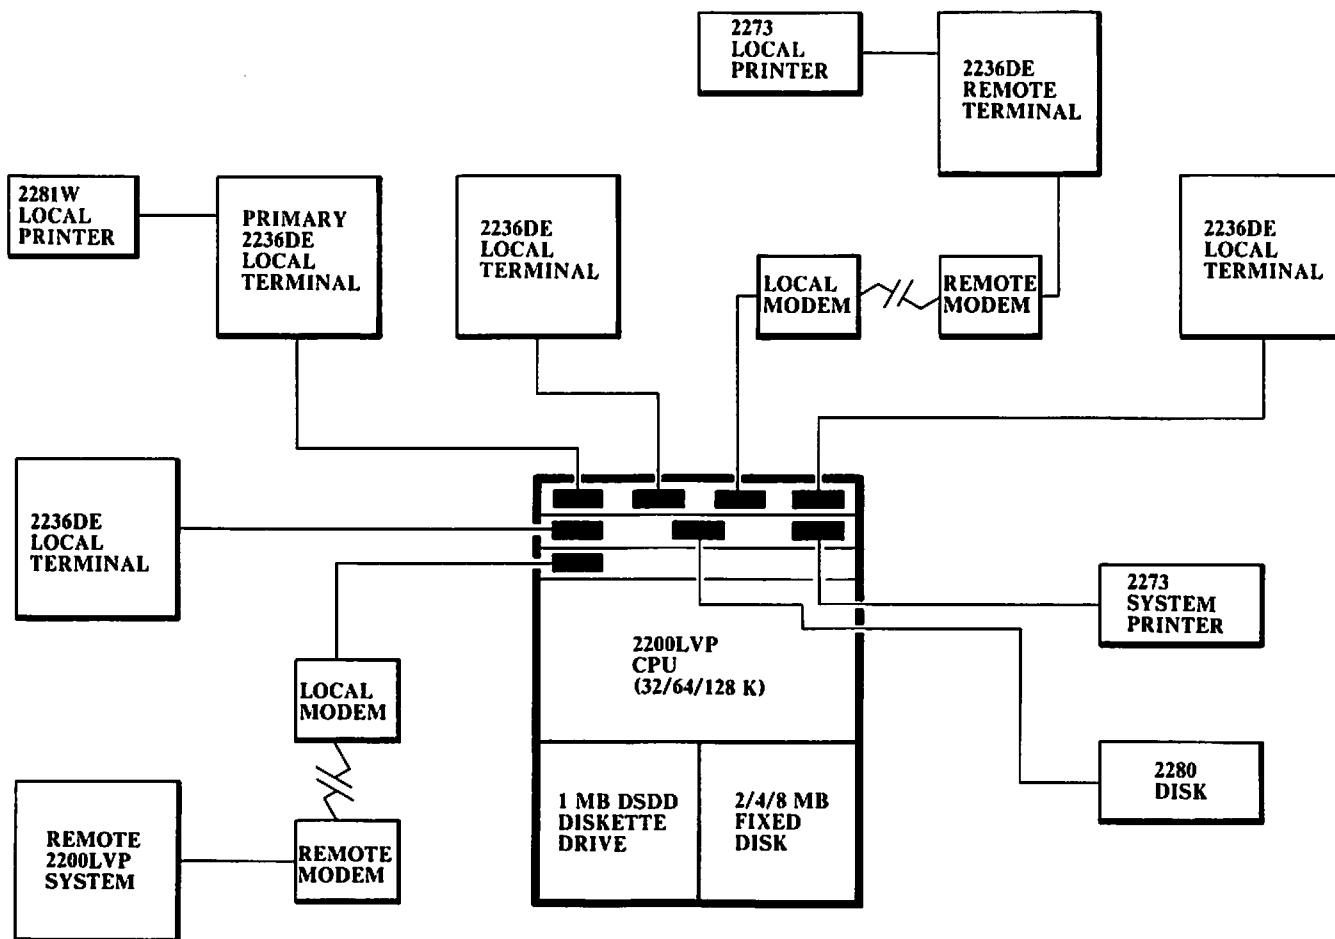 2273
LOCAL
PRINTER
2236DE
REMOTE
TERMINAL
2281W
LOCAL
PRINTER
PRIMARY
2236DE
LOCAL
TERMINAL
2236DE
LOCAL
TERMINAL
LOCAL
MODEM
REMOTE
MODEM
2236DE
LOCAL
TERMINAL
2236DE
LOCAL
TERMINAL
2273
SYSTEM
PRINTER
2200LVP
CPU
(32/64/128 K)
LOCAL
MODEM
2280
DISK
1 MB DSDD
DISKETTE
DRIVE
2/4/8 MB
FIXED
DISK
REMOTE
2200LVP
SYSTEM
REMOTE
MODEM